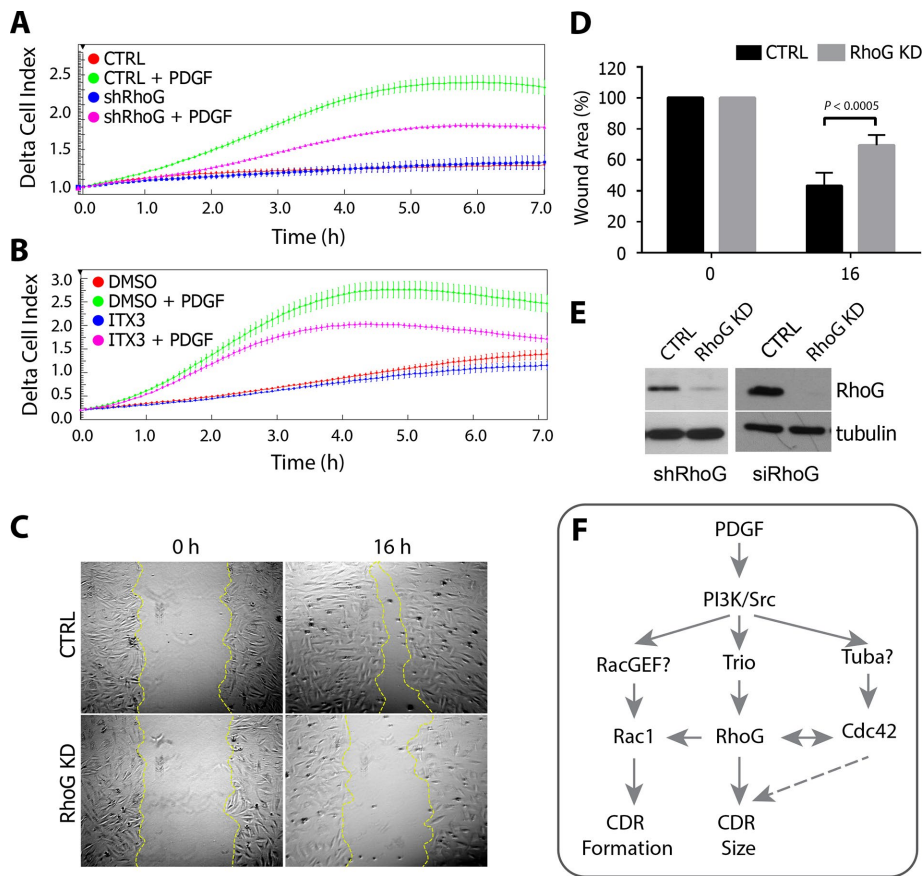 A
CTRL
CTRL + PDGF
shRhoG
shRhoG + PDGF
Delta Cell Index
2.5
2.0
1.5
1.0
0.0 1.0 2.0 3.0 4.0 5.0 6.0 7.0
Time (h)
B
DMSO
DMSO + PDGF
ITX3
ITX3 + PDGF
Delta Cell Index
3.0
2.5
2.0
1.5
1.0
0.5
0.0
0.0 1.0 2.0 3.0 4.0 5.0 6.0 7.0
Time (h)
C
0 h 16 h
CTRL
RhoG KD
D
CTRL RhoG KD
Wound Area (%)
120
100
80
60
40
20
0
P < 0.0005
0 16
E
CTRL RhoG KD CTRL RhoG KD
RhoG
tubulin
shRhoG siRhoG
F
PDGF
PI3K/Src
RacGEF? Trio Tuba?
Rac1 RhoG Cdc42
CDR CDR
Formation Size